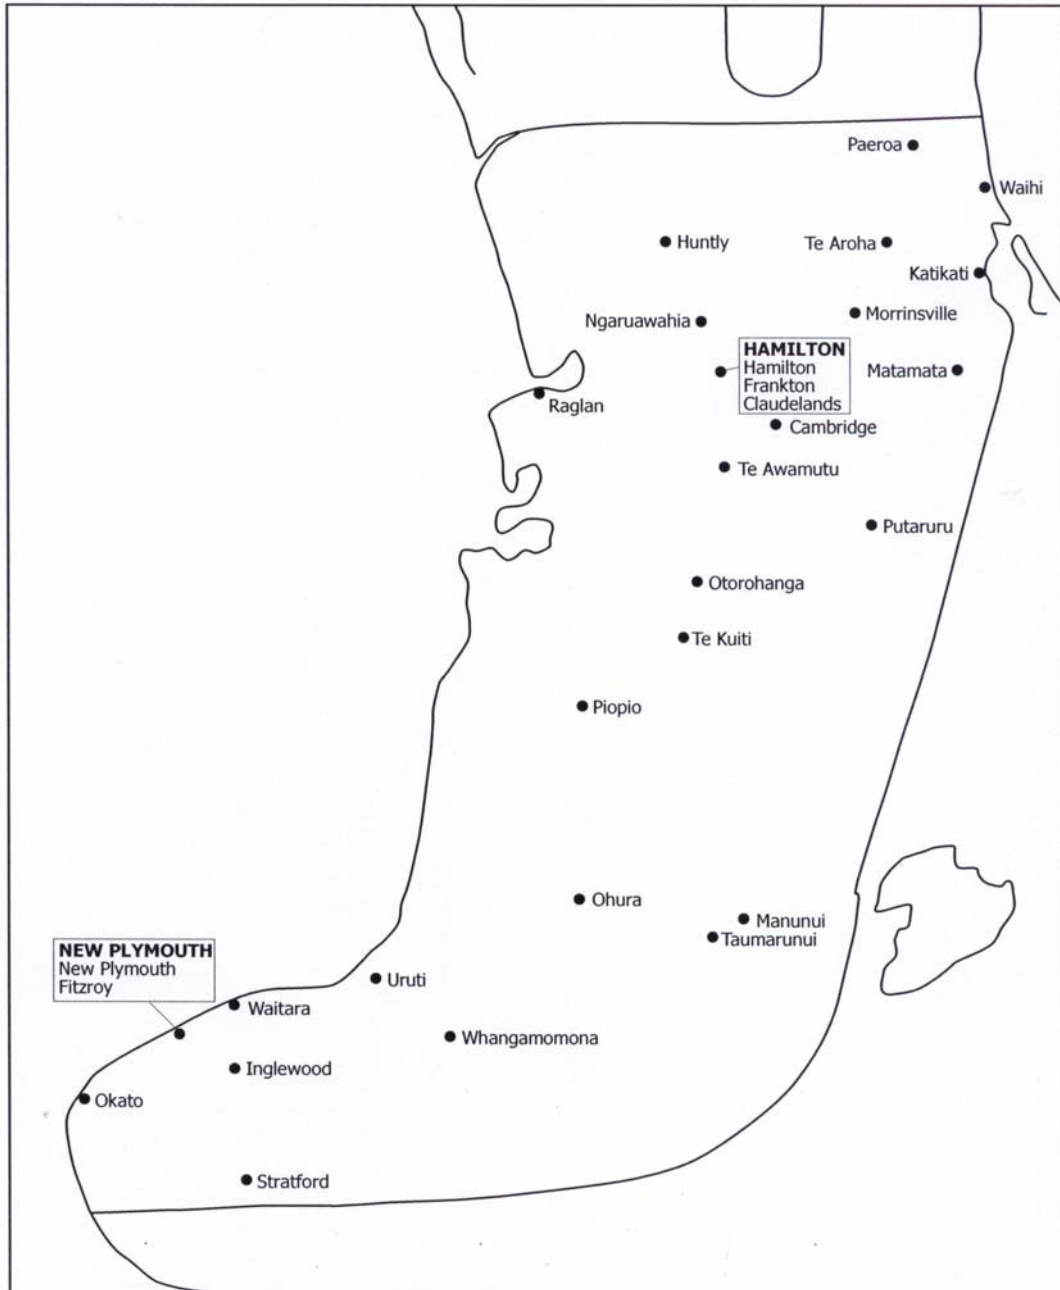 Paeroa
Waihi
Huntly
Te Aroha
Katikati
Morrinsville
Ngaruawahia
HAMILTON
Hamilton
Frankton
Claudelands
Matamata
Raglan
Cambridge
Te Awamutu
Putaruru
Otorohanga
Te Kuiti
Piopio
Ohura
Manunui
Taumarunui
NEW PLYMOUTH
New Plymouth
Fitzroy
Uruti
Waitara
Whangamomona
Inglewood
Okato
Stratford